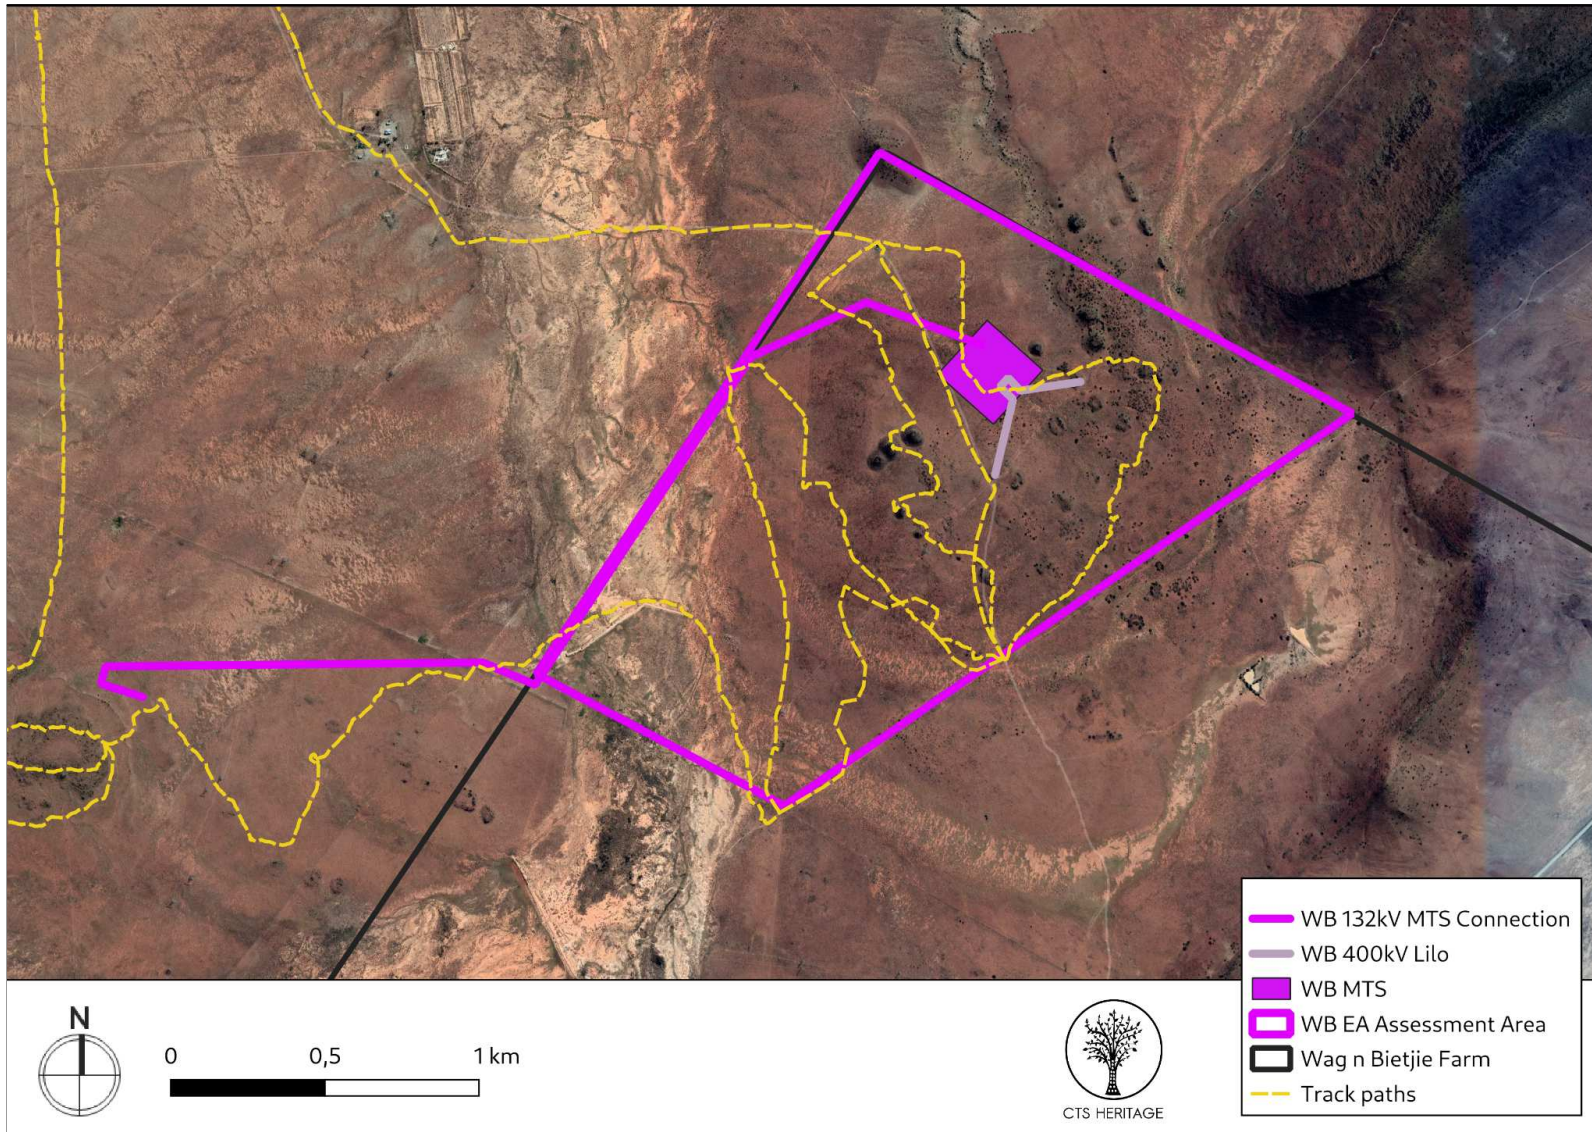 WB 132kV MTS Connection
WB 400kV Lilo
WB MTS
WB EA Assessment Area
Wag n Bietjie Farm
Track paths
N
0 0,5 1 km
CTS HERITAGE